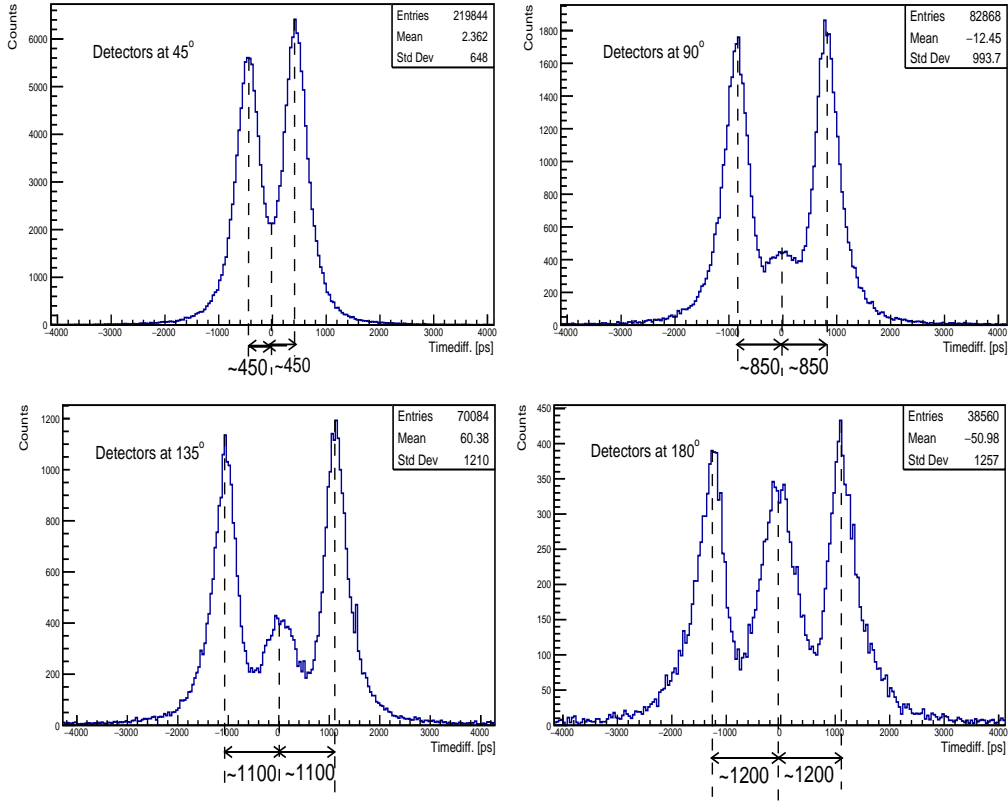 Counts
Entries 219844
Mean 2.362
Std Dev 648
Detectors at 45°
6000
5000
4000
3000
2000
1000
0
−4000 −3000 −2000 −1000 0 1000 2000 3000 4000
Timediff. [ps]
~450 ~450
Counts
Entries 82868
Mean −12.45
Std Dev 993.7
Detectors at 90°
1800
1600
1400
1200
1000
800
600
400
200
0
−4000 −3000 −2000 −1000 0 1000 2000 3000 4000
Timediff. [ps]
~850 ~850
Counts
Entries 70084
Mean 60.38
Std Dev 1210
Detectors at 135°
1200
1000
800
600
400
200
0
−4000 −2000 0 2000 4000
Timediff. [ps]
~1100 ~1100
Counts
Entries 38560
Mean −50.98
Std Dev 1257
Detectors at 180°
450
400
350
300
250
200
150
100
50
0
−4000 −3000 −2000 −1000 0 1000 2000 3000 4000
Timediff. [ps]
~1200 ~1200